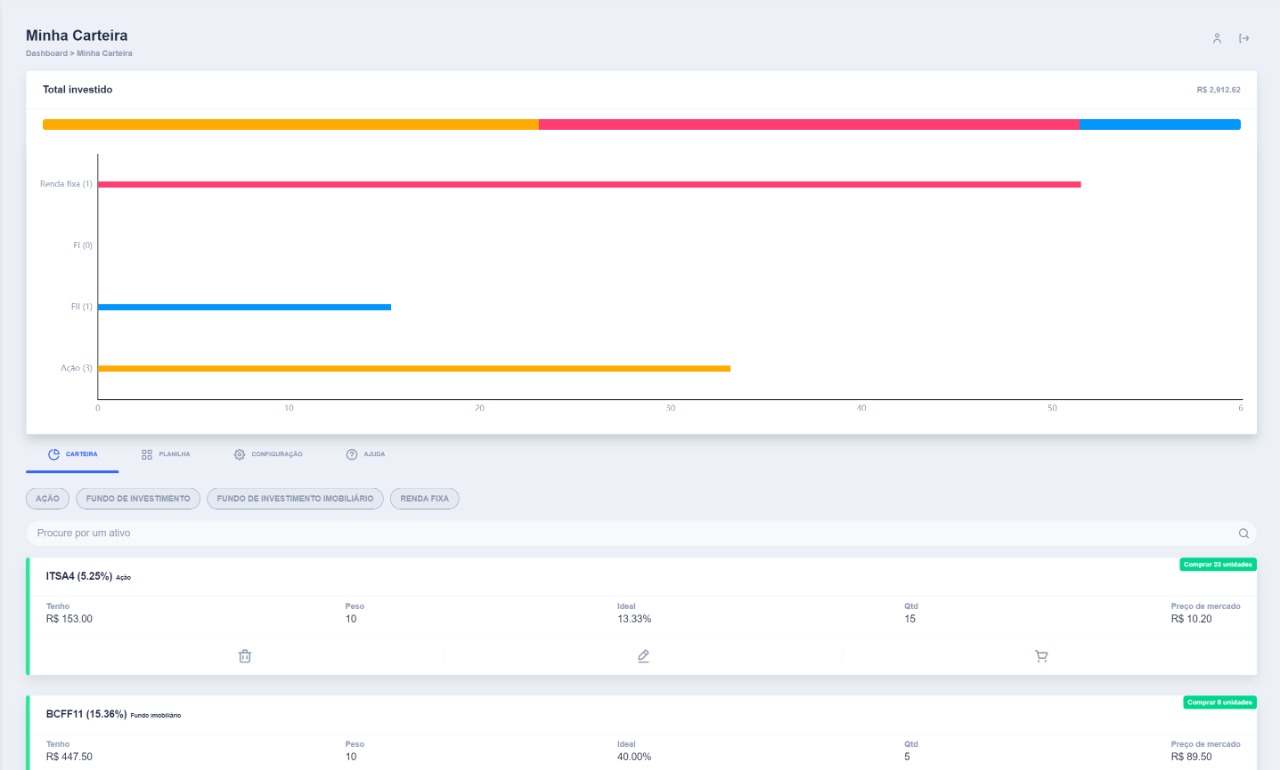 Minha Carteira
Dashboard > Minha Carteira
Total investido R$ 2,912.62
Renda fixa (1)
FI (0)
FII (1)
Ação (3)
0 10 20 30 40 50 6
CARTEIRA PLANILHA CONFIGURAÇÃO AJUDA
AÇÃO FUNDO DE INVESTIMENTO FUNDO DE INVESTIMENTO IMOBILIÁRIO RENDA FIXA
Procure por um ativo
Comprar 23 unidades
ITSA4 (5.25%) Ação
Tenho Peso Ideal Qtd Preço de mercado
R$ 153.00 10 13.33% 15 R$ 10.20
Comprar 8 unidades
BCFF11 (15.36%) Fundo imobiliário
Tenho Peso Ideal Qtd Preço de mercado
R$ 447.50 10 40.00% 5 R$ 89.50